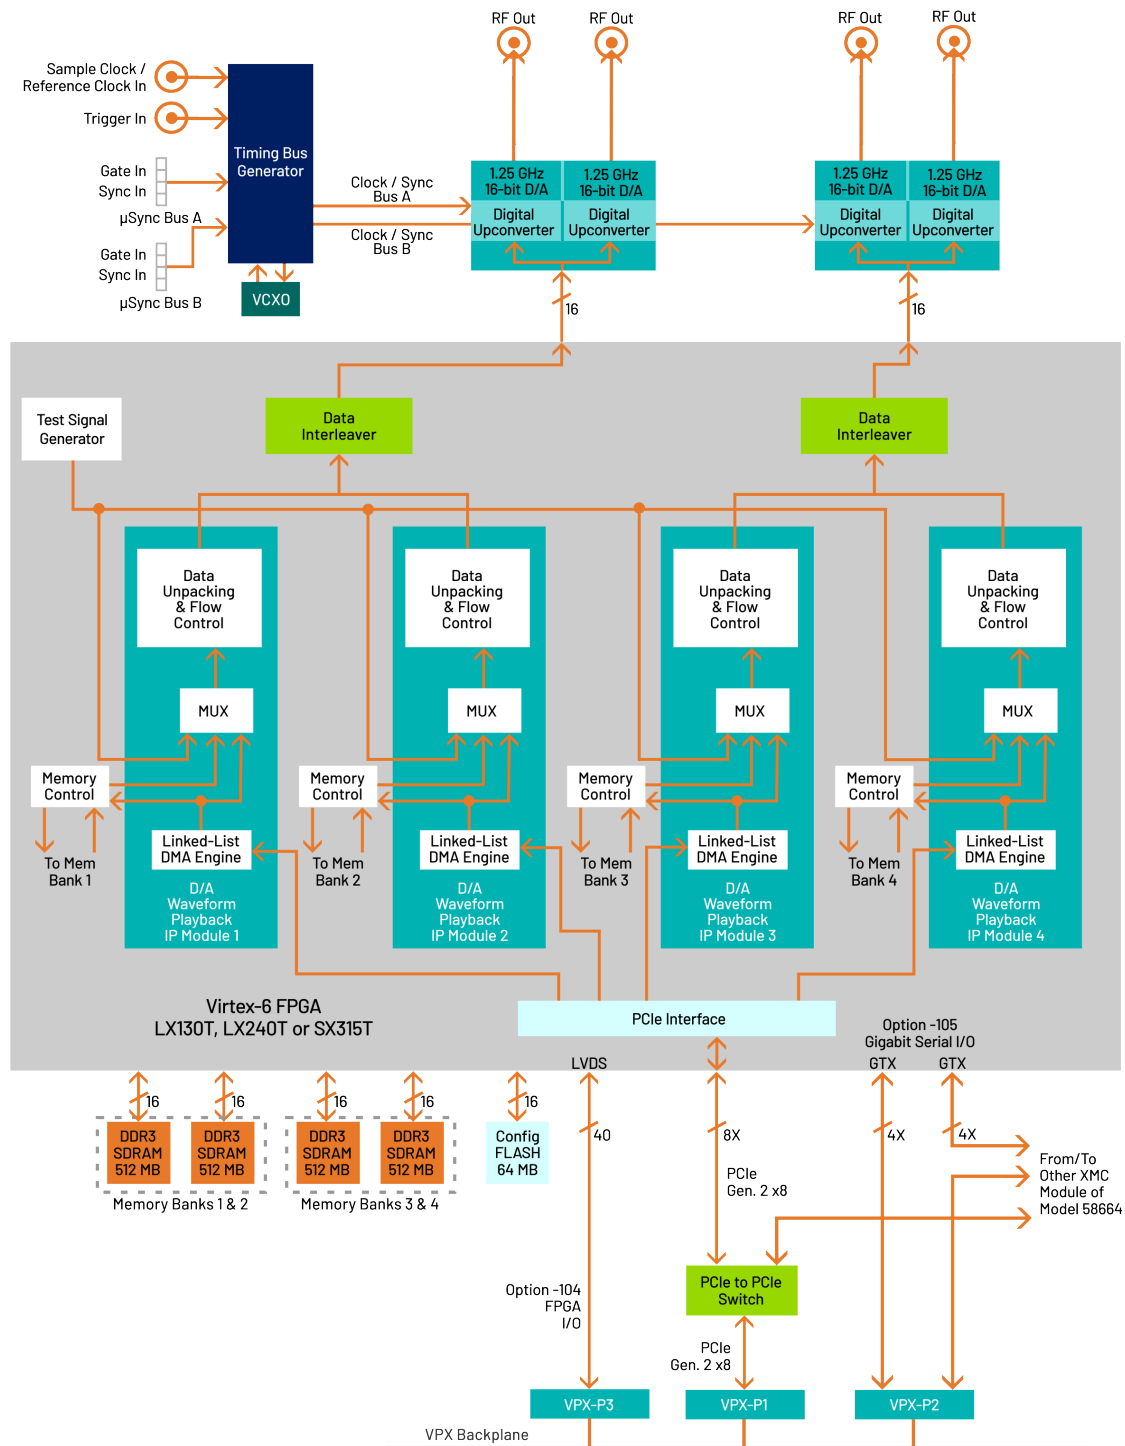 RF Out
RF Out
RF Out
RF Out
Sample Clock /
Reference Clock In
Trigger In
Timing Bus
Generator
Gate In
Sync In
µSync Bus A
Gate In
Sync In
µSync Bus B
VCXO
Clock / Sync
Bus A
Clock / Sync
Bus B
1.25 GHz
16-bit D/A
1.25 GHz
16-bit D/A
Digital
Upconverter
Digital
Upconverter
1.25 GHz
16-bit D/A
1.25 GHz
16-bit D/A
Digital
Upconverter
Digital
Upconverter
16
16
Test Signal
Generator
Data
Interleaver
Data
Interleaver
Data
Unpacking
& Flow
Control
MUX
Memory
Control
Linked-List
DMA Engine
To Mem
Bank 1
D/A
Waveform
Playback
IP Module 1
Data
Unpacking
& Flow
Control
MUX
Memory
Control
Linked-List
DMA Engine
To Mem
Bank 2
D/A
Waveform
Playback
IP Module 2
Data
Unpacking
& Flow
Control
MUX
Memory
Control
Linked-List
DMA Engine
To Mem
Bank 3
D/A
Waveform
Playback
IP Module 3
Data
Unpacking
& Flow
Control
MUX
Memory
Control
Linked-List
DMA Engine
To Mem
Bank 4
D/A
Waveform
Playback
IP Module 4
Virtex-6 FPGA
LX130T, LX240T or SX315T
PCIe Interface
Option -105
Gigabit Serial I/O
LVDS
GTX
GTX
16
16
16
16
16
40
8X
4X
4X
DDR3
SDRAM
512 MB
DDR3
SDRAM
512 MB
DDR3
SDRAM
512 MB
DDR3
SDRAM
512 MB
Config
FLASH
64 MB
Memory Banks 1 & 2
Memory Banks 3 & 4
PCIe
Gen. 2 x8
From/To
Other XMC
Module of
Model 58664
Option -104
FPGA
I/O
PCIe to PCIe
Switch
PCIe
Gen. 2 x8
VPX-P3
VPX-P1
VPX-P2
VPX Backplane